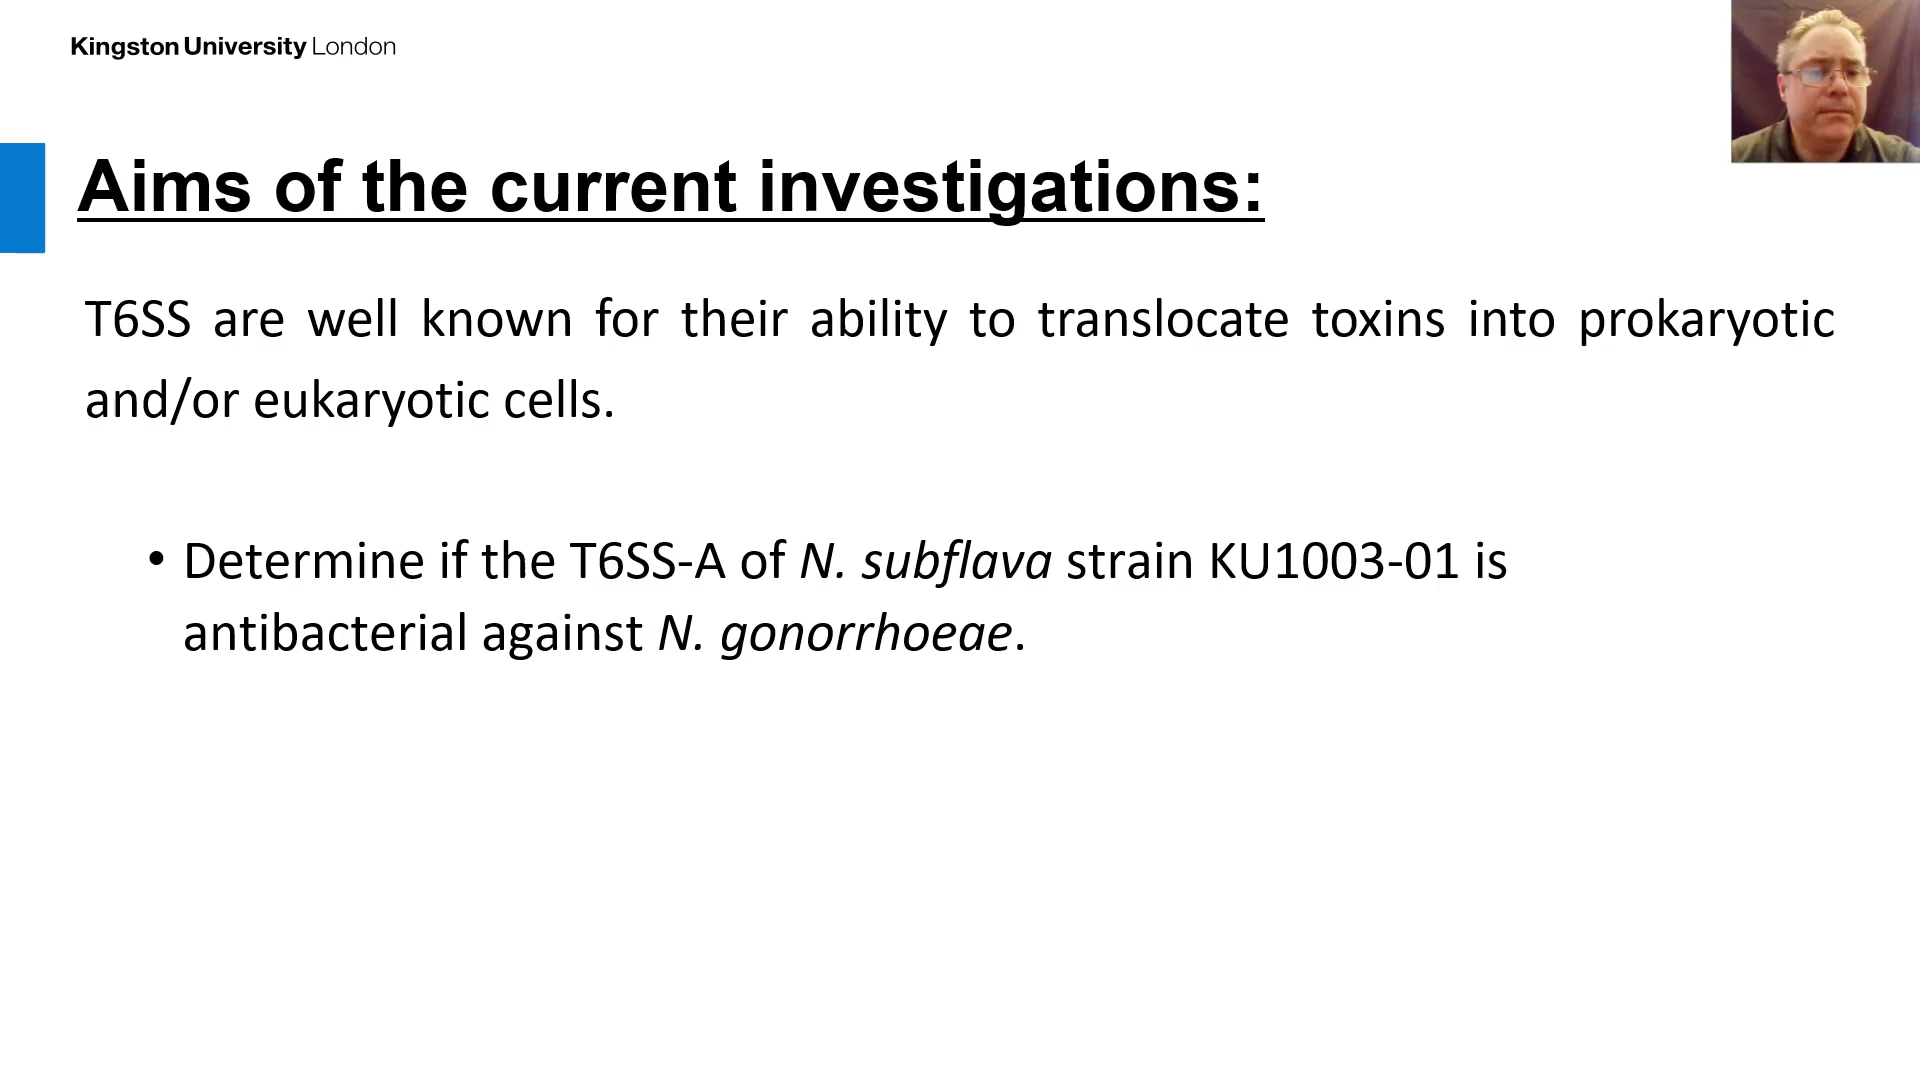 Kingston University London
Aims of the current investigations:
T6SS are well known for their ability to translocate toxins into prokaryotic
and/or eukaryotic cells.
• Determine if the T6SS-A of N. subflava strain KU1003-01 is
antibacterial against N. gonorrhoeae.